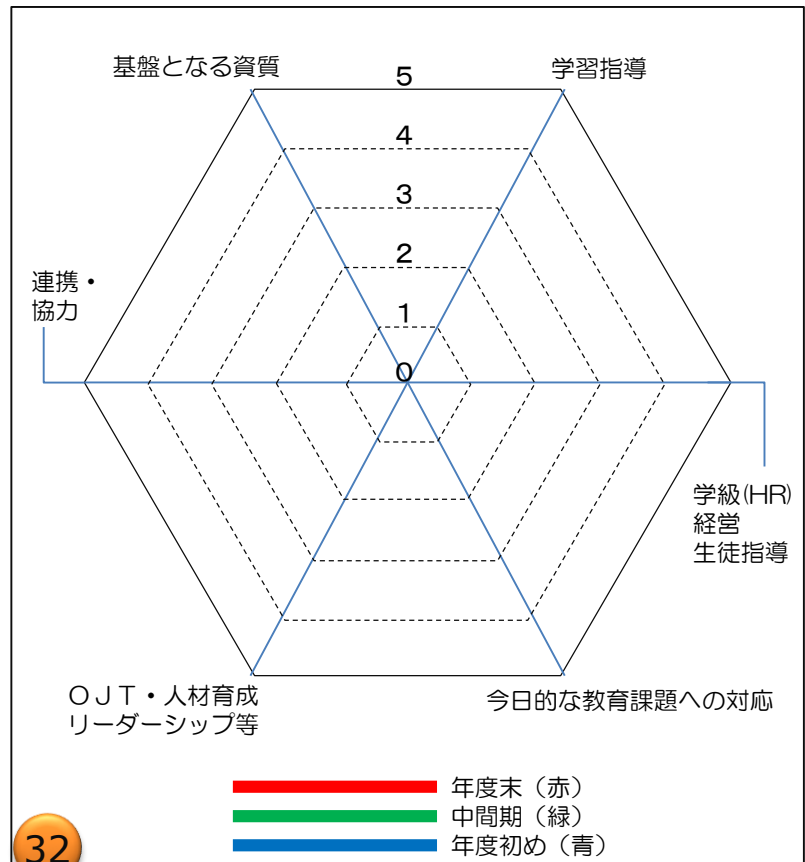 基盤となる資質
学習指導
5
4
3
2
1
0
連携・
協力
学級(HR)
経営
生徒指導
OJT・人材育成
リーダーシップ等
今日的な教育課題への対応
年度末（赤）
中間期（緑）
年度初め（青）
32